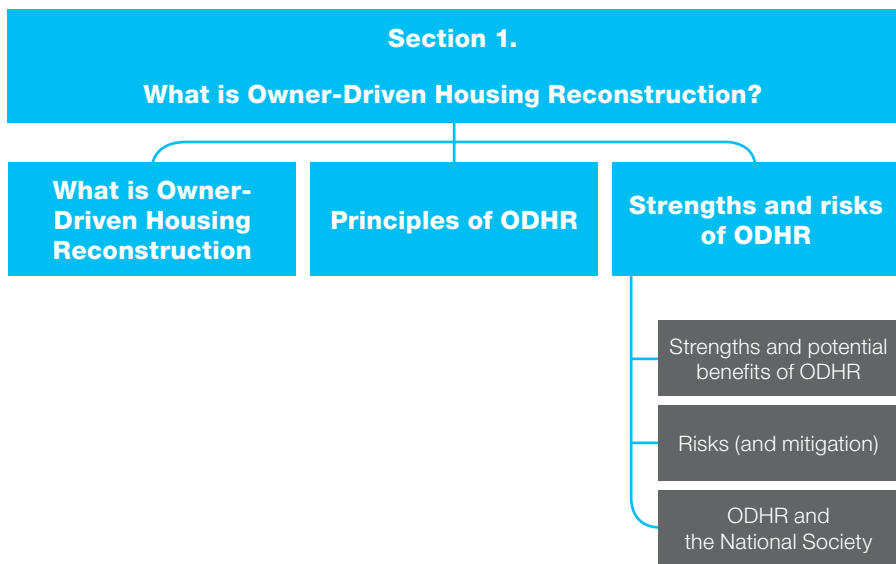 Section 1.
What is Owner-Driven Housing Reconstruction?
What is Owner-
Driven Housing
Reconstruction
Principles of ODHR
Strengths and risks
of ODHR
Strengths and potential
benefits of ODHR
Risks (and mitigation)
ODHR and
the National Society